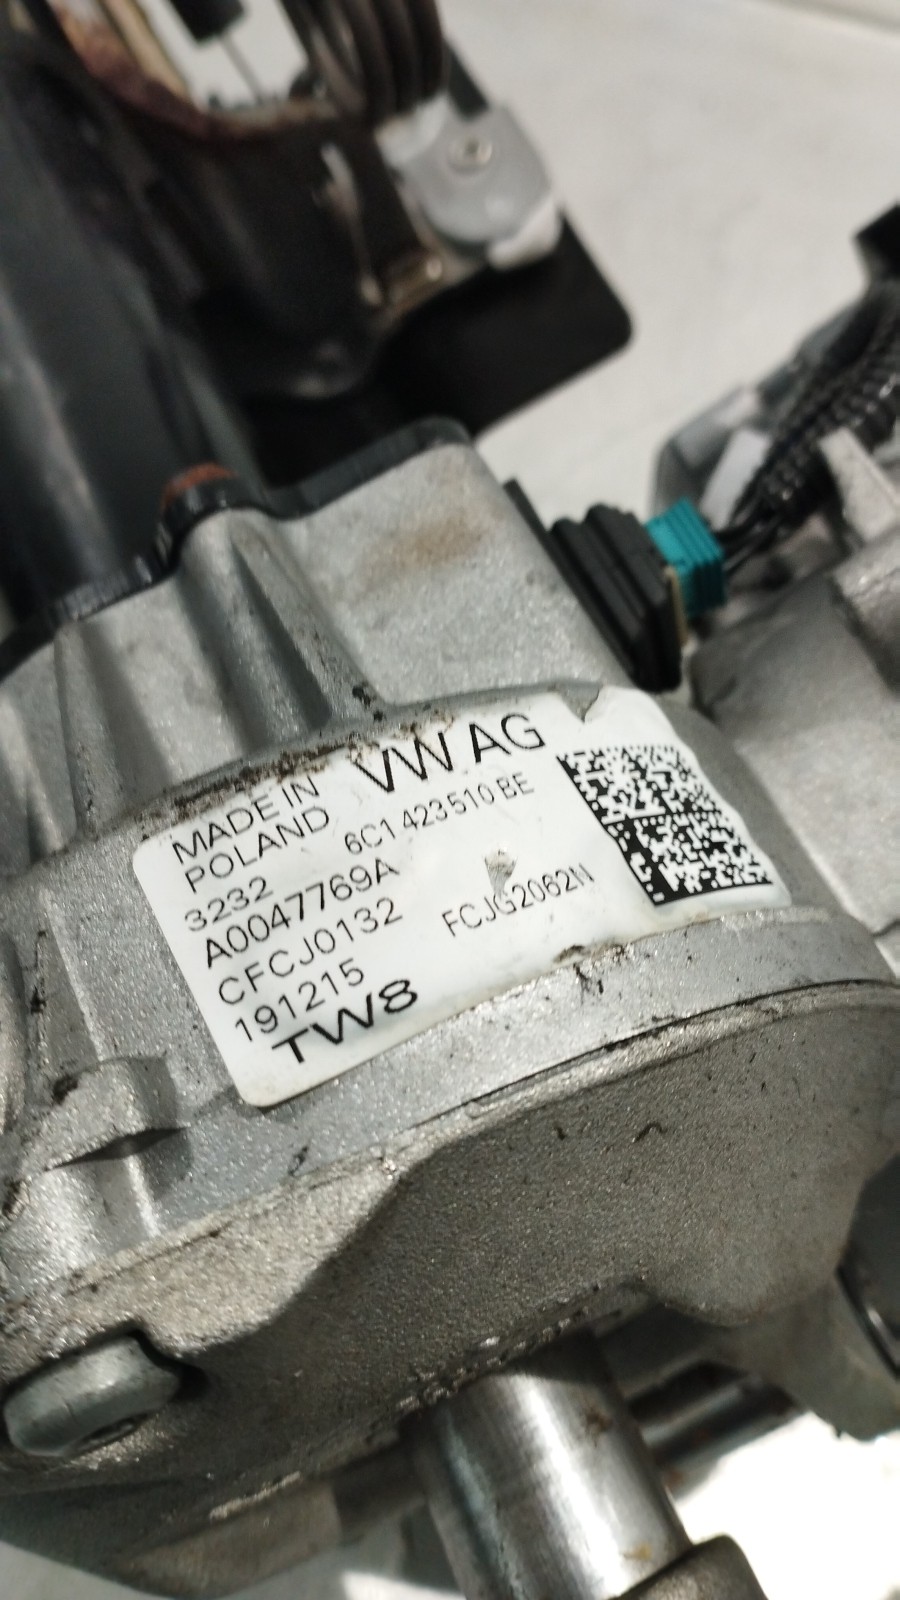 VW AG
MADE IN
POLAND
6C1 423 510 BE
3232
A0047769A
CFCJ0132
FCJG2062N
191215
TW8